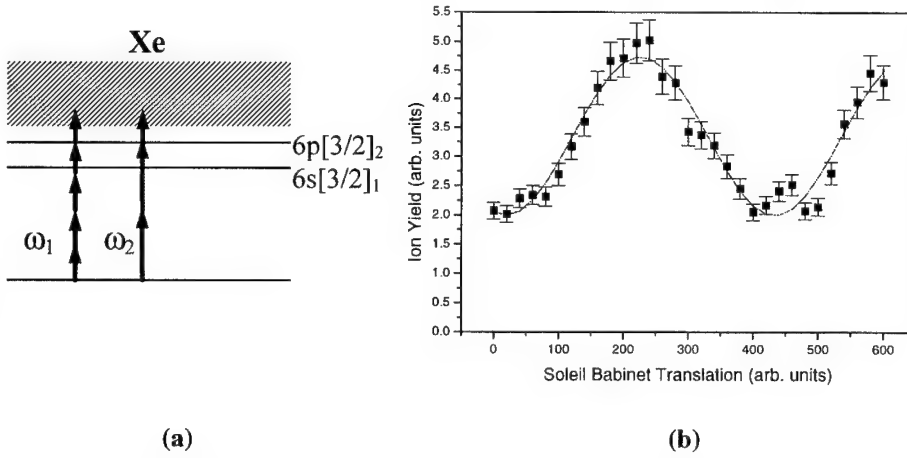 Xe
6p[3/2]₂
6s[3/2]₁
ω₁
ω₂
(a)
5.5
5.0
4.5
4.0
3.5
3.0
2.5
2.0
1.5
1.0
0.5
0.0
Ion Yield (arb. units)
0 100 200 300 400 500 600
Soleil Babinet Translation (arb. units)
(b)